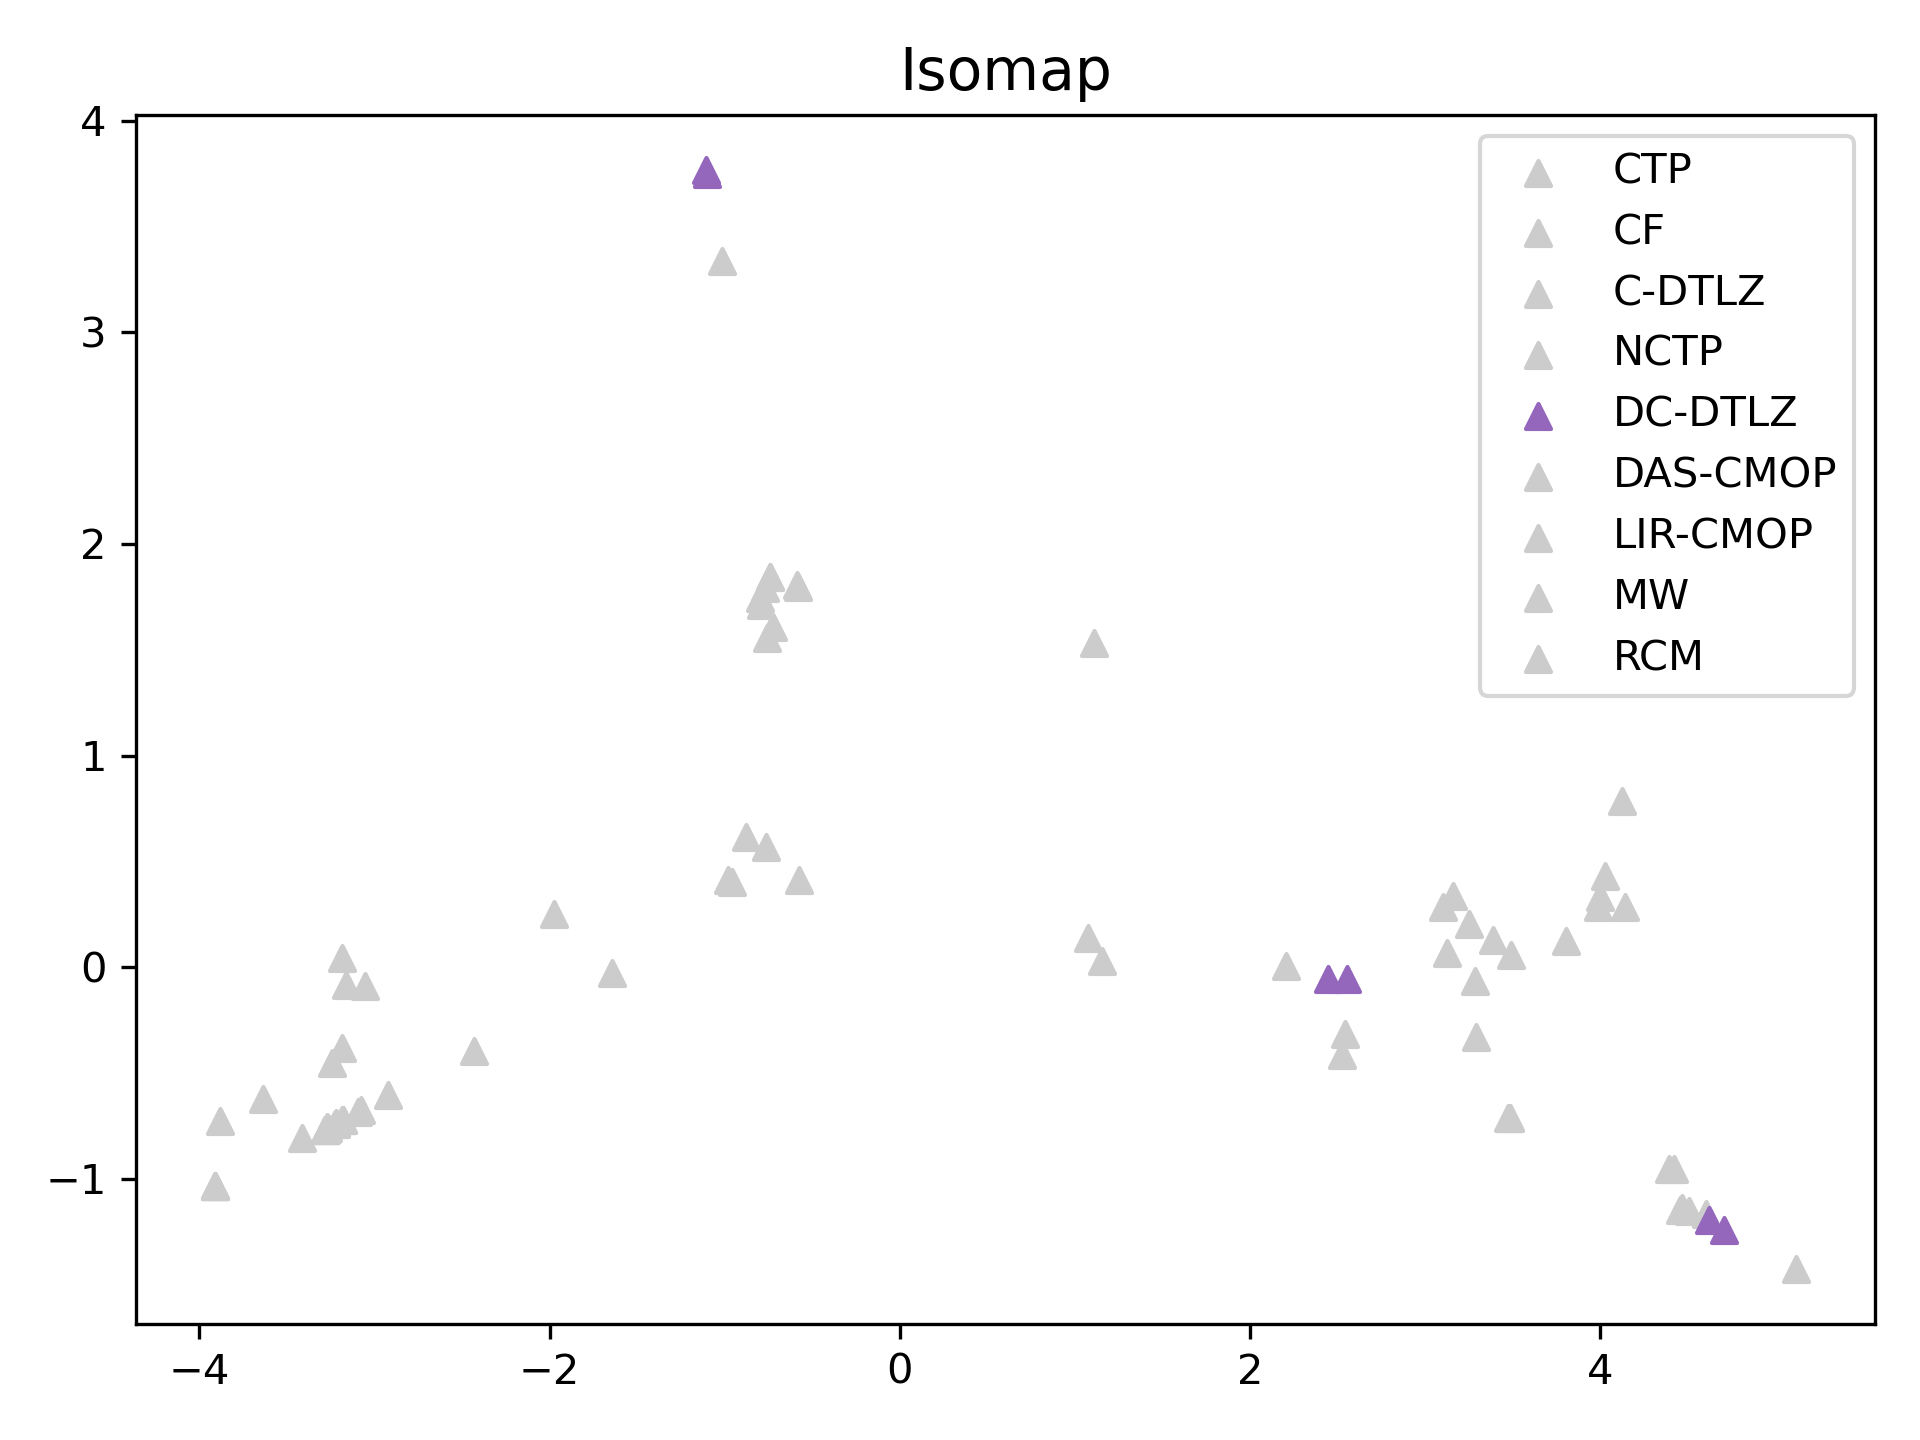 Isomap
4
3
2
1
0
−1
−4
−2
0
2
4
CTP
CF
C-DTLZ
NCTP
DC-DTLZ
DAS-CMOP
LIR-CMOP
MW
RCM